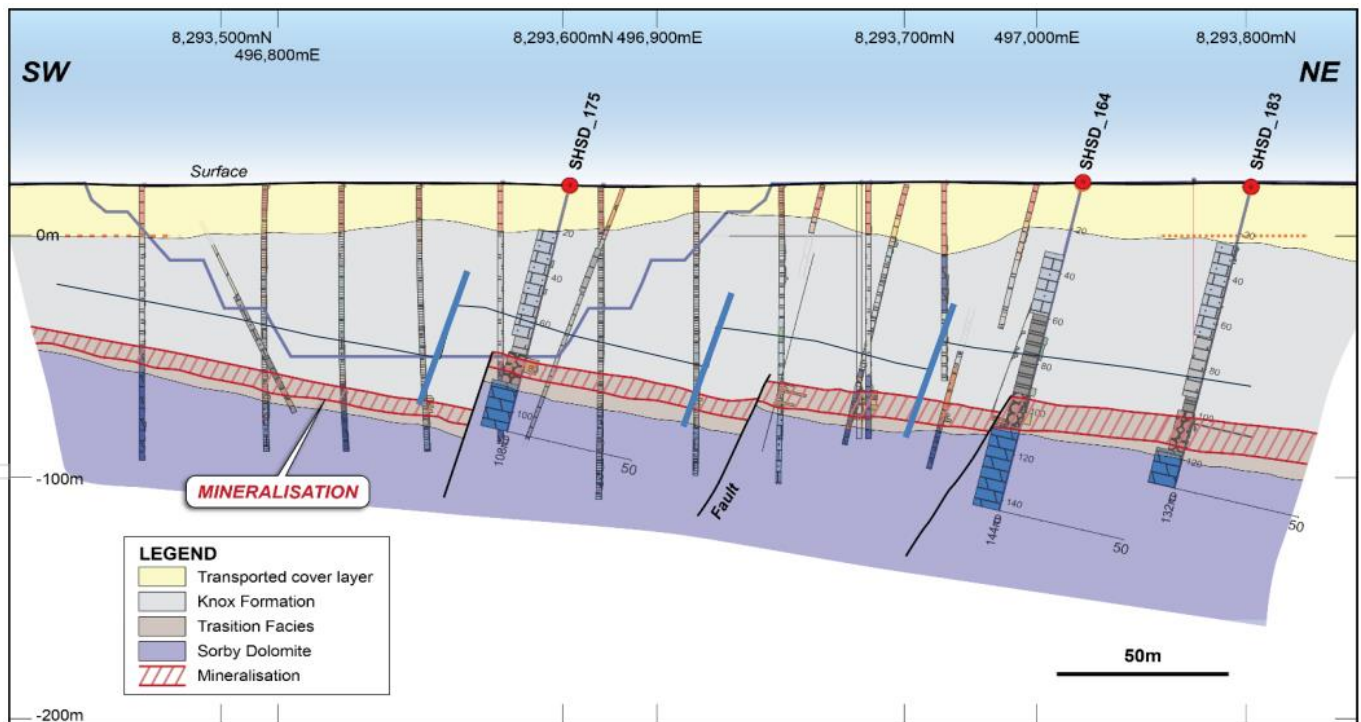 8,293,500mN
496,800mE
8,293,600mN 496,900mE
8,293,700mN
497,000mE
8,293,800mN
SW
NE
SHSD_175
SHSD_164
SHSD_183
Surface
0m
20
40
60
100
108
50
20
40
60
80
100
120
140
144
50
20
40
60
80
100
120
132
50
-100m
MINERALISATION
Fault
LEGEND
Transported cover layer
Knox Formation
Trasition Facies
Sorby Dolomite
Mineralisation
50m
-200m